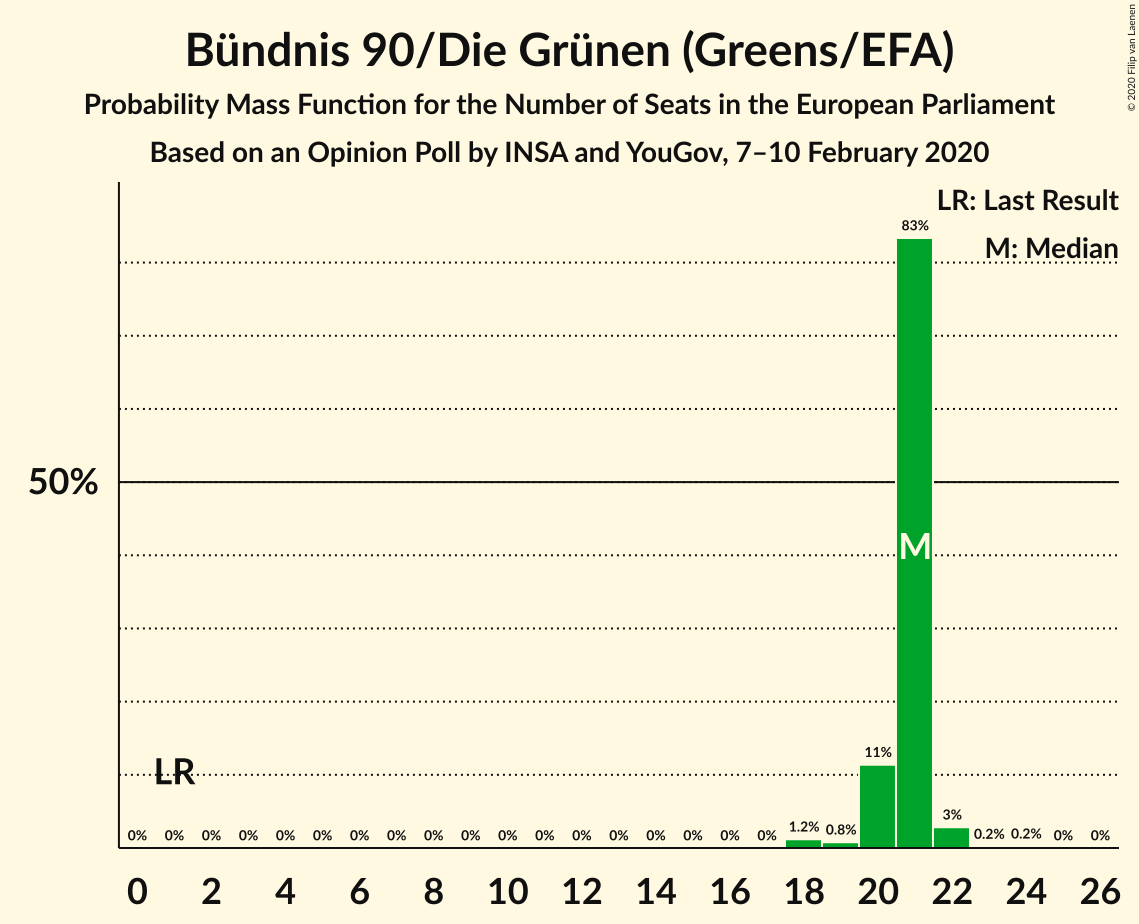 Bündnis 90/Die Grünen (Greens/EFA)
Probability Mass Function for the Number of Seats in the European Parliament
Based on an Opinion Poll by INSA and YouGov, 7–10 February 2020
© 2020 Filip van Laenen
LR: Last Result
M: Median
83%
50%
M
LR
11%
0% 0% 0% 0% 0% 0% 0% 0% 0% 0% 0% 0% 0% 0% 0% 0% 0% 0% 1.2% 0.8% 3% 0.2% 0.2% 0% 0%
0 2 4 6 8 10 12 14 16 18 20 22 24 26